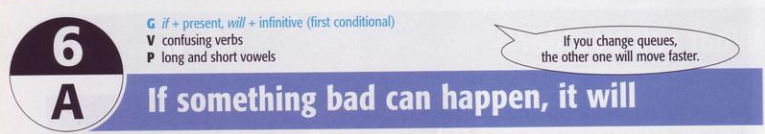 6
A
G if + present, will + infinitive (first conditional)
V confusing verbs
P long and short vowels
If you change queues,
the other one will move faster.
If something bad can happen, it will